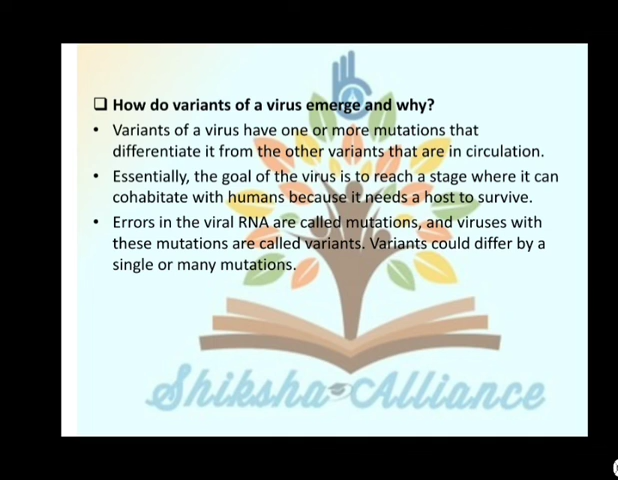 ❑ How do variants of a virus emerge and why?
• Variants of a virus have one or more mutations that
differentiate it from the other variants that are in circulation.
• Essentially, the goal of the virus is to reach a stage where it can
cohabitate with humans because it needs a host to survive.
• Errors in the viral RNA are called mutations, and viruses with
these mutations are called variants. Variants could differ by a
single or many mutations.
Shiksha Alliance